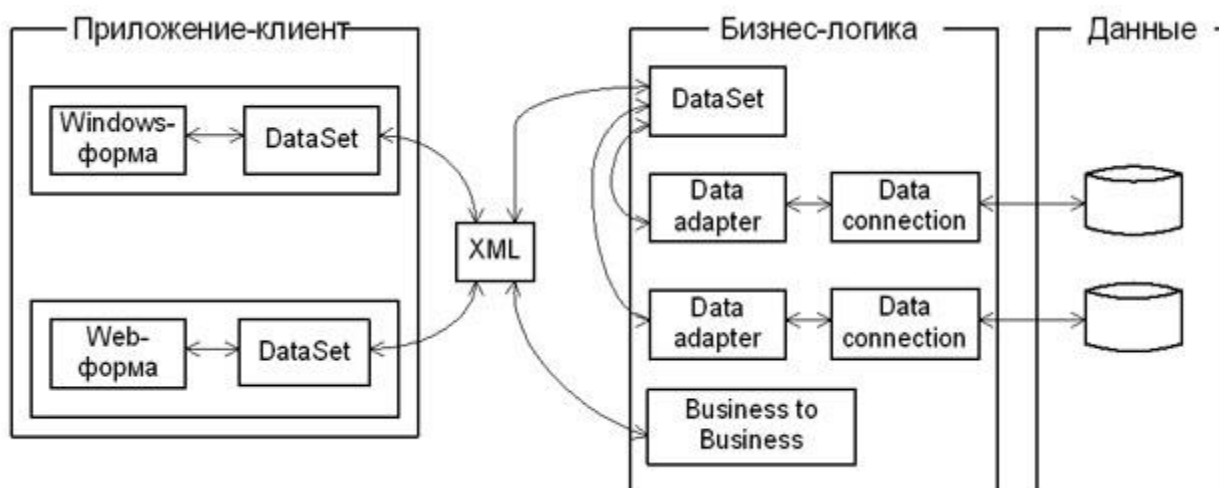 Приложение-клиент
Windows-
форма
DataSet
Web-
форма
DataSet
XML
Бизнес-логика
DataSet
Data
adapter
Data
connection
Data
adapter
Data
connection
Business to
Business
Данные